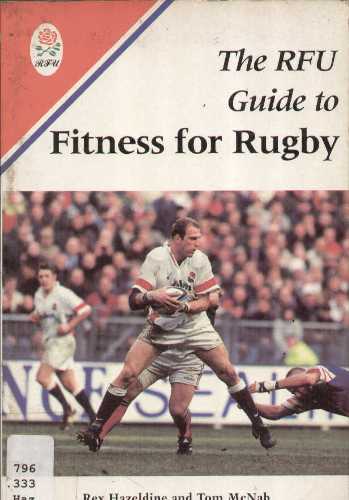 RFU
The RFU
Guide to
Fitness for Rugby
796
.333
Haz
Rex Hazeldine and Tom McNab